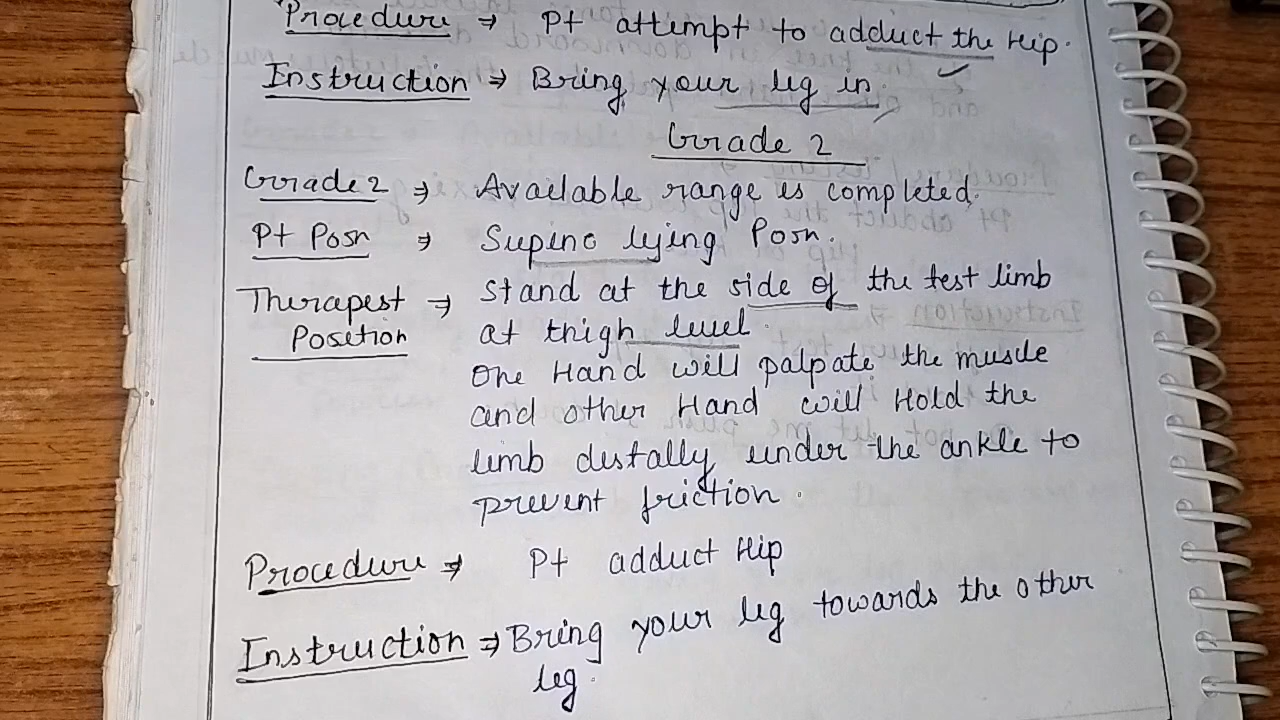 Procedure ⇒ Pt attempt to adduct the Hip.
Instruction ⇒ Bring your leg in.
Grade 2
Grade 2 ⇒ Available range is completed.
Pt Posn ⇒ Supine lying Posn.
Therapest ⇒ Stand at the side of the test limb
Position at thigh level.
One Hand will palpate the muscle
and other Hand will Hold the
limb distally under the ankle to
prevent friction.
Procedure ⇒ Pt adduct Hip
Instruction ⇒ Bring your leg towards the other
leg.